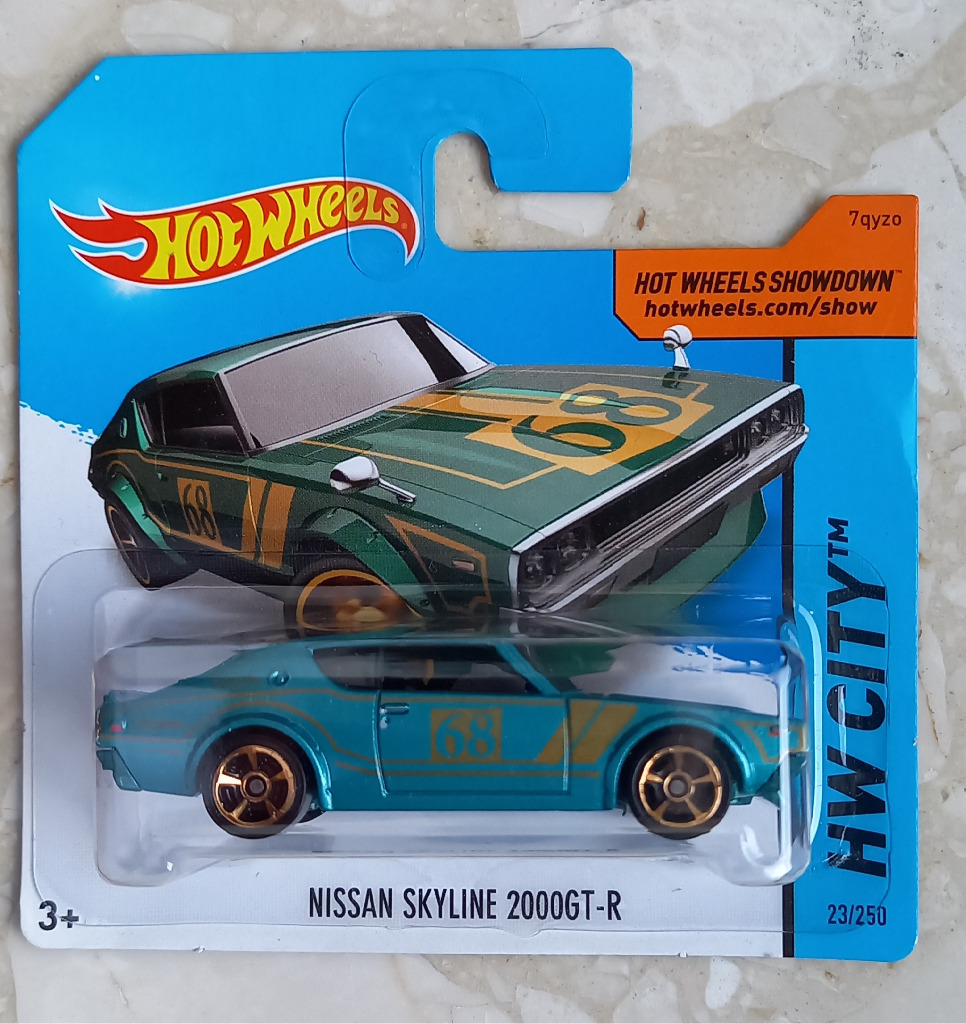 HOT WHEELS
7qyzo
HOT WHEELS SHOWDOWN™
hotwheels.com/show
68
68
68
HW CITY™
NISSAN SKYLINE 2000GT-R
3+
23/250